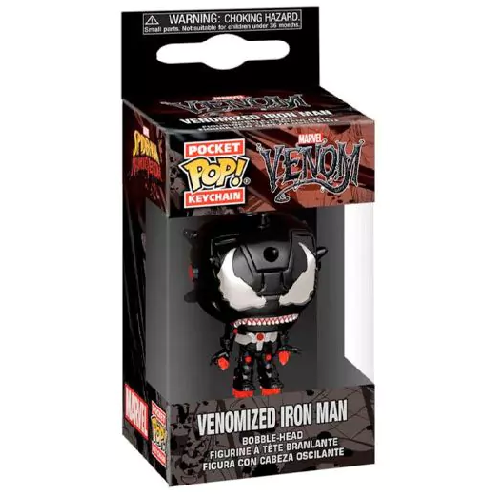 WARNING: CHOKING HAZARD.
Small parts. Not suitable for children under 36 months.
MARVEL
VENOM
VENOMIZED IRON MAN
POCKET
POP!
KEYCHAIN
MARVEL
VENOM
MARVEL
VENOMIZED IRON MAN
BOBBLE-HEAD
FIGURINE À TÊTE BRANLANTE
FIGURA CON CABEZA OSCILANTE